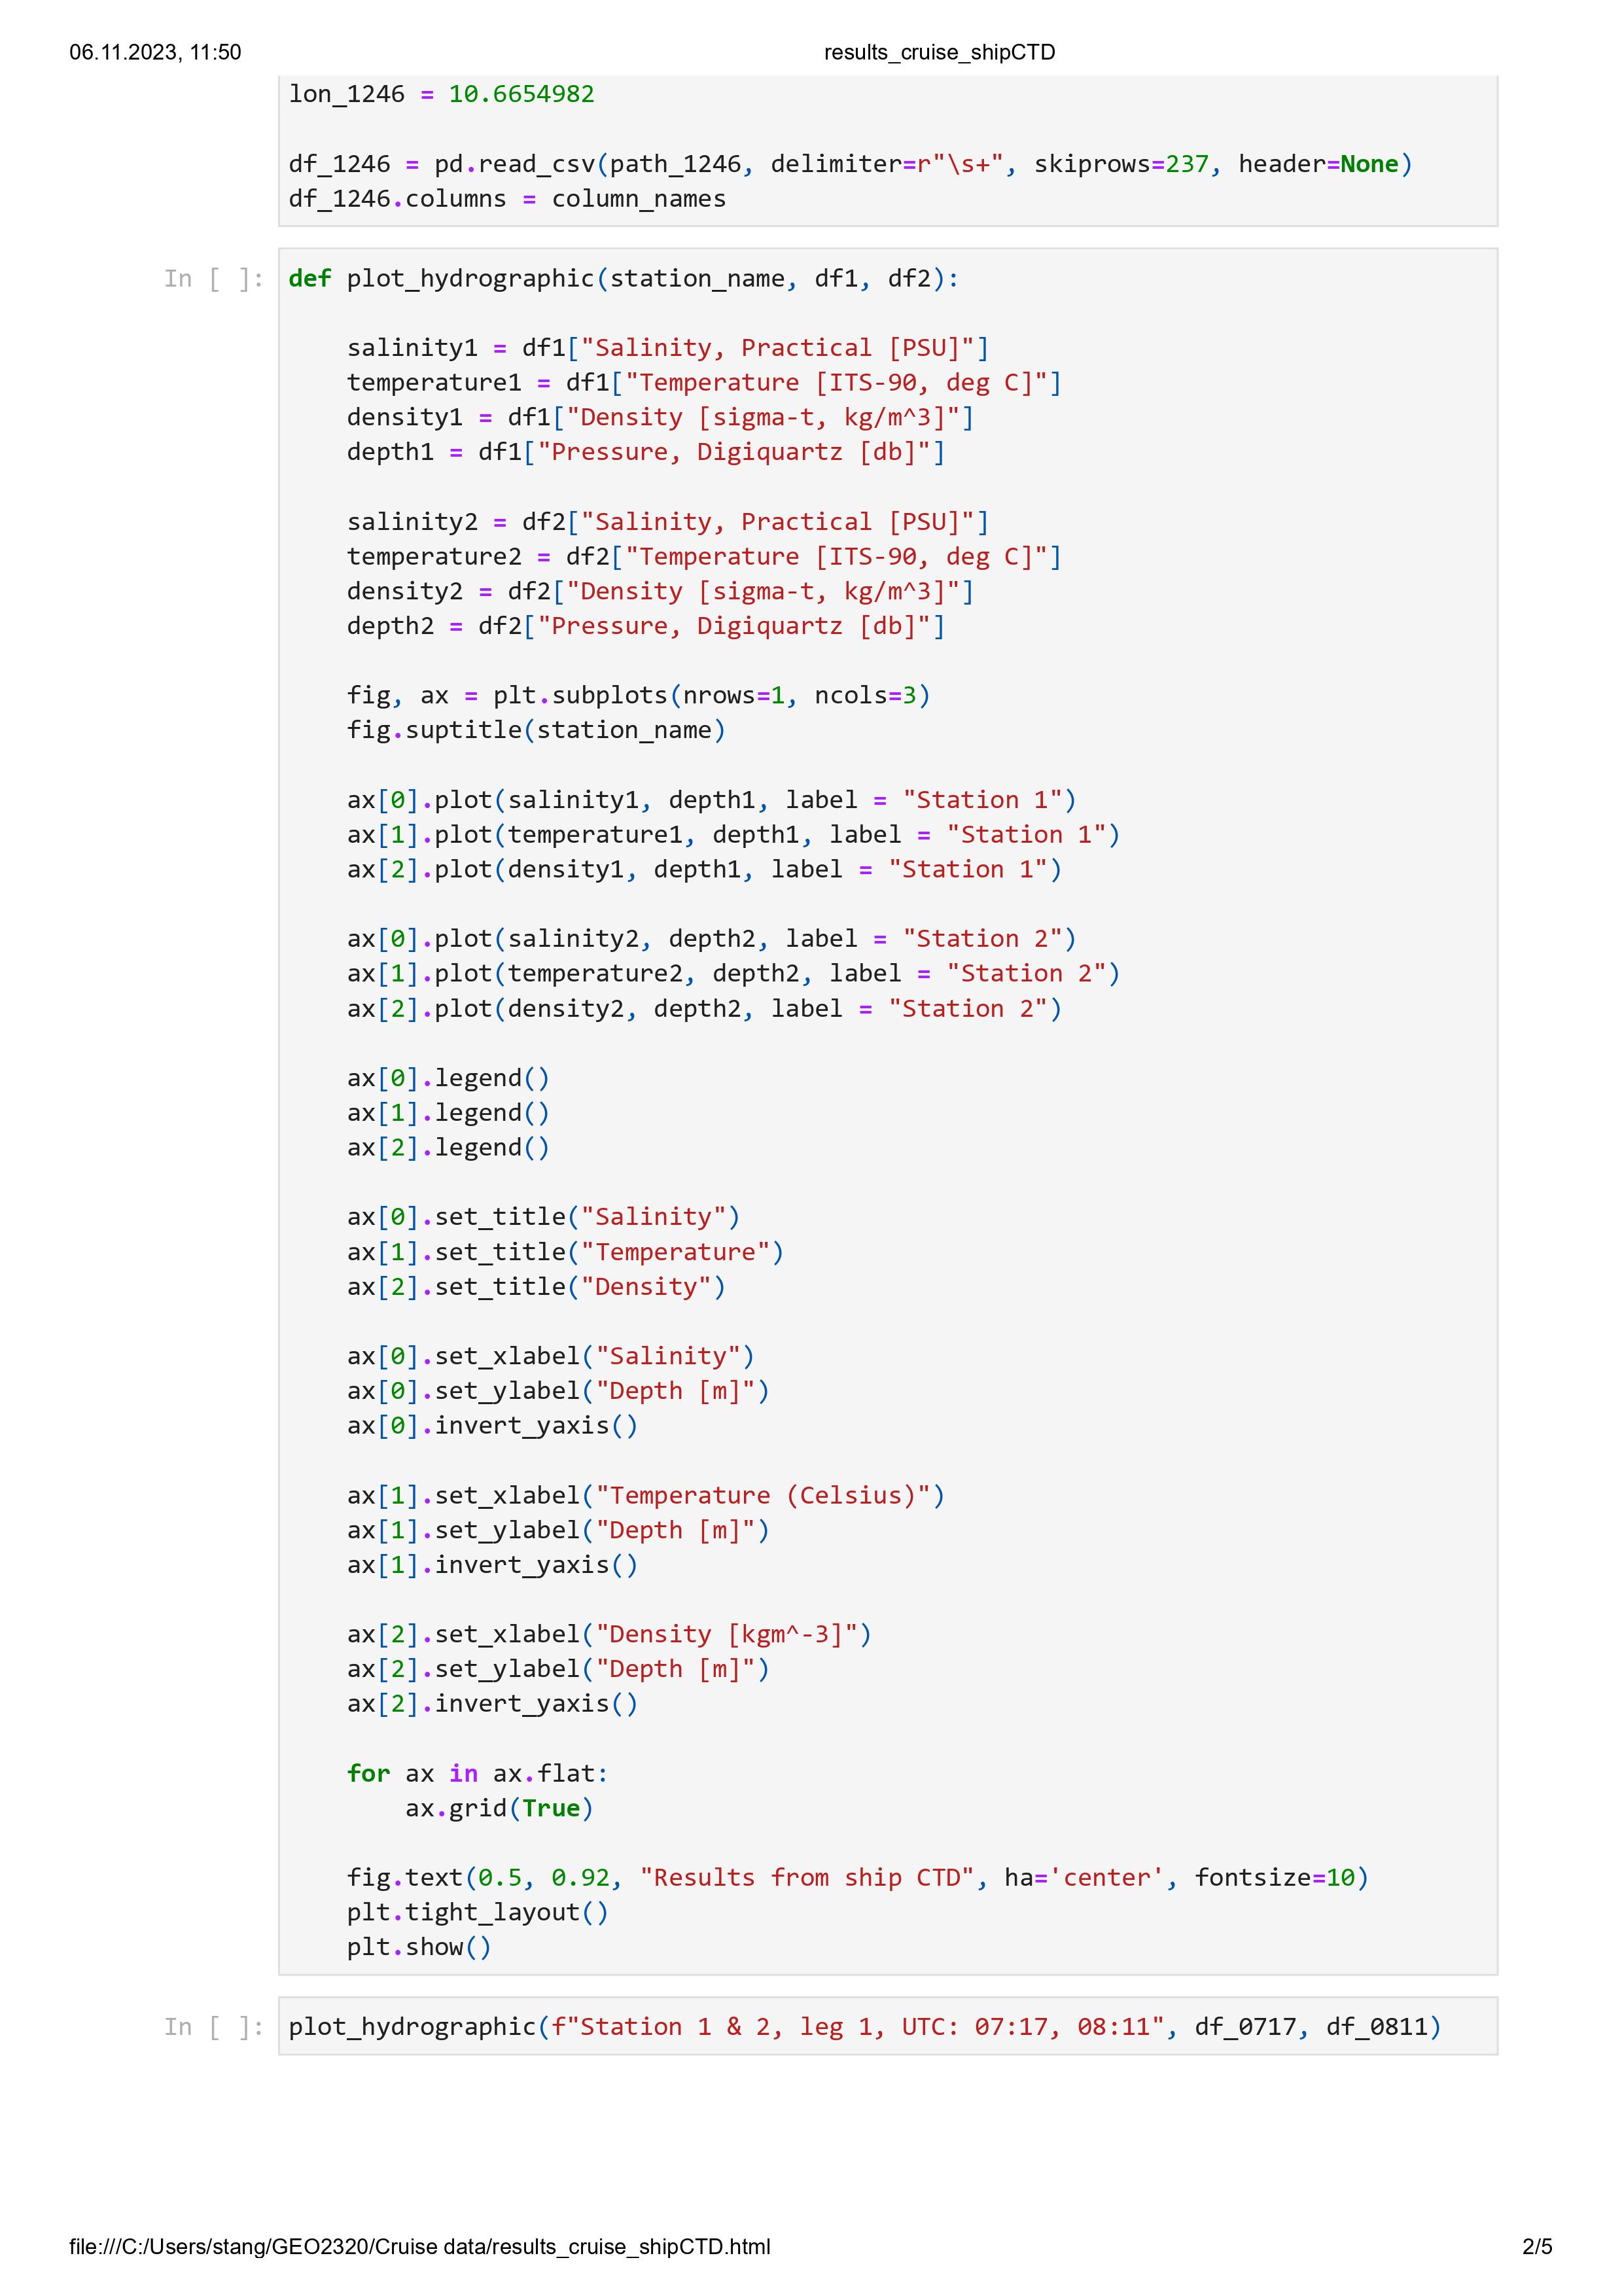 06.11.2023, 11:50
results_cruise_shipCTD
lon_1246 = 10.6654982
df_1246 = pd.read_csv(path_1246, delimiter=r"\s+", skiprows=237, header=None)
df_1246.columns = column_names
In [ ]:
def plot_hydrographic(station_name, df1, df2):
    salinity1 = df1["Salinity, Practical [PSU]"]
    temperature1 = df1["Temperature [ITS-90, deg C]"]
    density1 = df1["Density [sigma-t, kg/m^3]"]
    depth1 = df1["Pressure, Digiquartz [db]"]
    salinity2 = df2["Salinity, Practical [PSU]"]
    temperature2 = df2["Temperature [ITS-90, deg C]"]
    density2 = df2["Density [sigma-t, kg/m^3]"]
    depth2 = df2["Pressure, Digiquartz [db]"]
    fig, ax = plt.subplots(nrows=1, ncols=3)
    fig.suptitle(station_name)
    ax[0].plot(salinity1, depth1, label = "Station 1")
    ax[1].plot(temperature1, depth1, label = "Station 1")
    ax[2].plot(density1, depth1, label = "Station 1")
    ax[0].plot(salinity2, depth2, label = "Station 2")
    ax[1].plot(temperature2, depth2, label = "Station 2")
    ax[2].plot(density2, depth2, label = "Station 2")
    ax[0].legend()
    ax[1].legend()
    ax[2].legend()
    ax[0].set_title("Salinity")
    ax[1].set_title("Temperature")
    ax[2].set_title("Density")
    ax[0].set_xlabel("Salinity")
    ax[0].set_ylabel("Depth [m]")
    ax[0].invert_yaxis()
    ax[1].set_xlabel("Temperature (Celsius)")
    ax[1].set_ylabel("Depth [m]")
    ax[1].invert_yaxis()
    ax[2].set_xlabel("Density [kgm^-3]")
    ax[2].set_ylabel("Depth [m]")
    ax[2].invert_yaxis()
    for ax in ax.flat:
        ax.grid(True)
    fig.text(0.5, 0.92, "Results from ship CTD", ha='center', fontsize=10)
    plt.tight_layout()
    plt.show()
In [ ]:
plot_hydrographic(f"Station 1 & 2, leg 1, UTC: 07:17, 08:11", df_0717, df_0811)
file:///C:/Users/stang/GEO2320/Cruise data/results_cruise_shipCTD.html
2/5